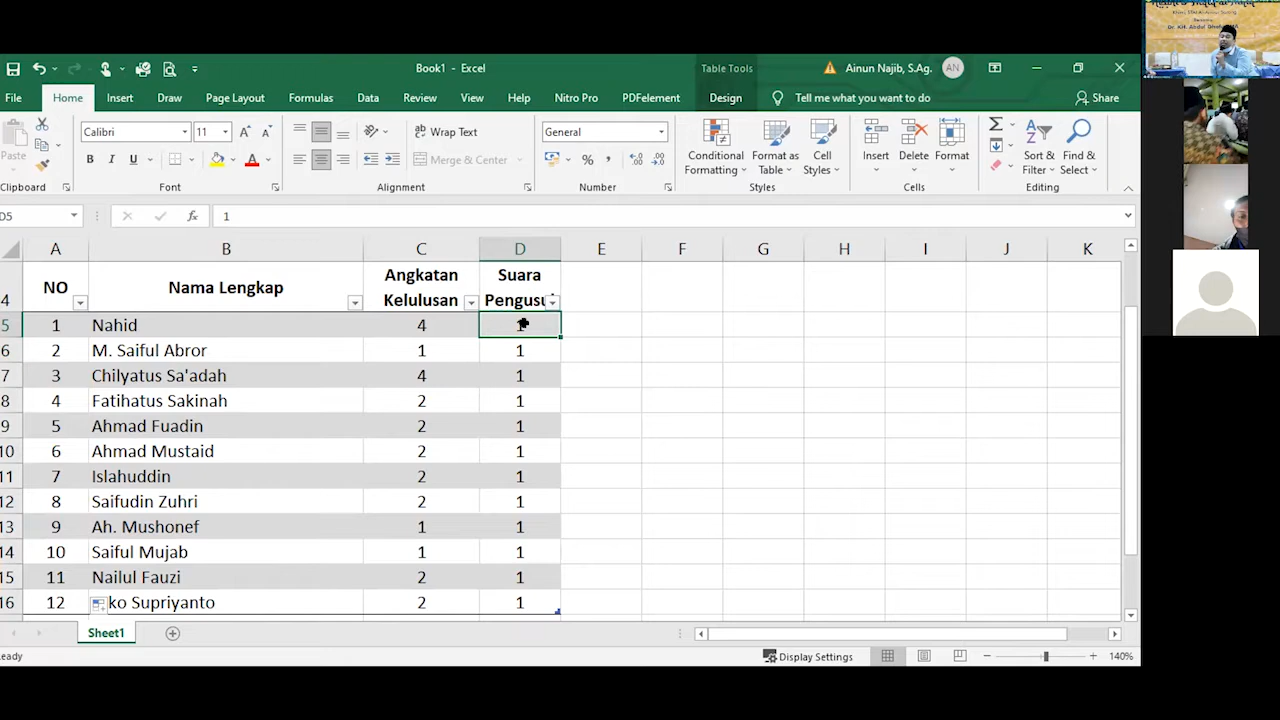 Book1 - Excel
Table Tools
Ainun Najib, S.Ag.
AN
File Home Insert Draw Page Layout Formulas Data Review View Help Nitro Pro PDFelement Design Tell me what you want to do Share
Paste
Calibri 11
B I U
Wrap Text
Merge & Center
General
% ,
Conditional Formatting
Format as Table
Cell Styles
Insert Delete Format
Sort & Filter
Find & Select
Clipboard Font Alignment Number Styles Cells Editing
D5 fx 1
A B C D E F G H I J K
4 NO Nama Lengkap Angkatan Kelulusan Suara
5 1 Nahid 4 1
6 2 M. Saiful Abror 1 1
7 3 Chilyatus Sa'adah 4 1
8 4 Fatihatus Sakinah 2 1
9 5 Ahmad Fuadin 2 1
10 6 Ahmad Mustaid 2 1
11 7 Islahuddin 2 1
12 8 Saifudin Zuhri 2 1
13 9 Ah. Mushonef 1 1
14 10 Saiful Mujab 1 1
15 11 Nailul Fauzi 2 1
16 12 ko Supriyanto 2 1
Sheet1
eady Display Settings 140%